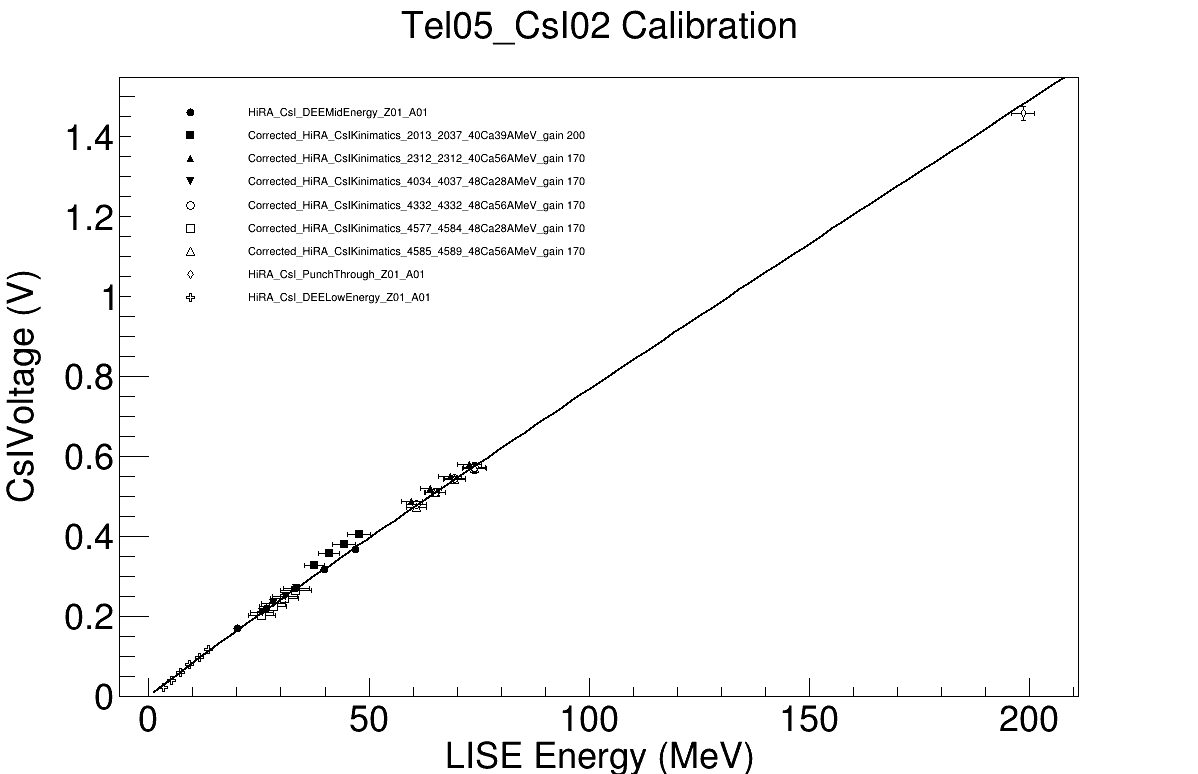 Tel05_CsI02 Calibration
HiRA_CsI_DEEMidEnergy_Z01_A01
Corrected_HiRA_CsIKinimatics_2013_2037_40Ca39AMeV_gain 200
Corrected_HiRA_CsIKinimatics_2312_2312_40Ca56AMeV_gain 170
Corrected_HiRA_CsIKinimatics_4034_4037_48Ca28AMeV_gain 170
Corrected_HiRA_CsIKinimatics_4332_4332_48Ca56AMeV_gain 170
Corrected_HiRA_CsIKinimatics_4577_4584_48Ca28AMeV_gain 170
Corrected_HiRA_CsIKinimatics_4585_4589_48Ca56AMeV_gain 170
HiRA_CsI_PunchThrough_Z01_A01
HiRA_CsI_DEELowEnergy_Z01_A01
CsIVoltage (V)
1.4
1.2
1
0.8
0.6
0.4
0.2
0
0 50 100 150 200
LISE Energy (MeV)